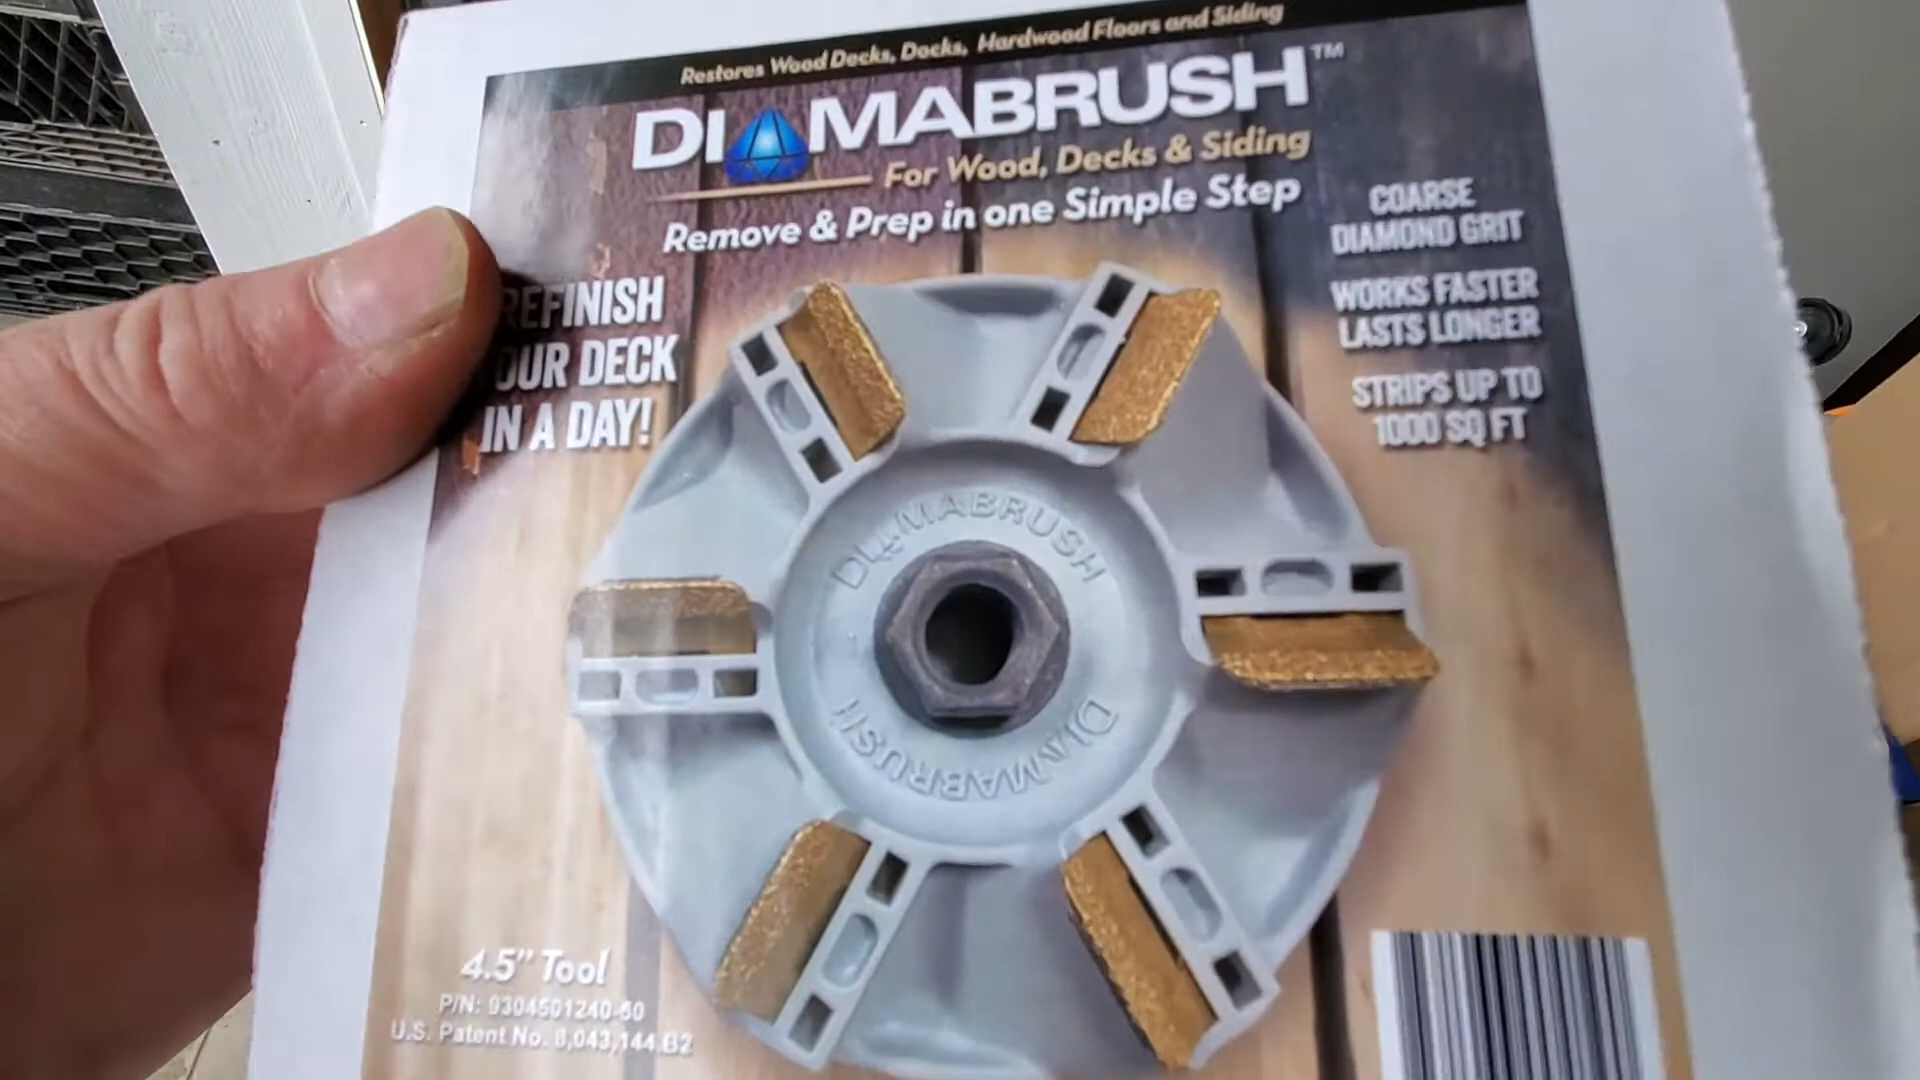 Restores Wood Decks, Docks, Hardwood Floors and Siding
DIAMABRUSH™
For Wood, Decks & Siding
Remove & Prep in one Simple Step
COARSE
DIAMOND GRIT
WORKS FASTER
LASTS LONGER
STRIPS UP TO
1000 SQ FT
REFINISH
OUR DECK
IN A DAY!
DIAMABRUSH
DIAMABRUSH
4.5” Tool
P/N: 9304501240-60
U.S. Patent No. 8,043,144 B2